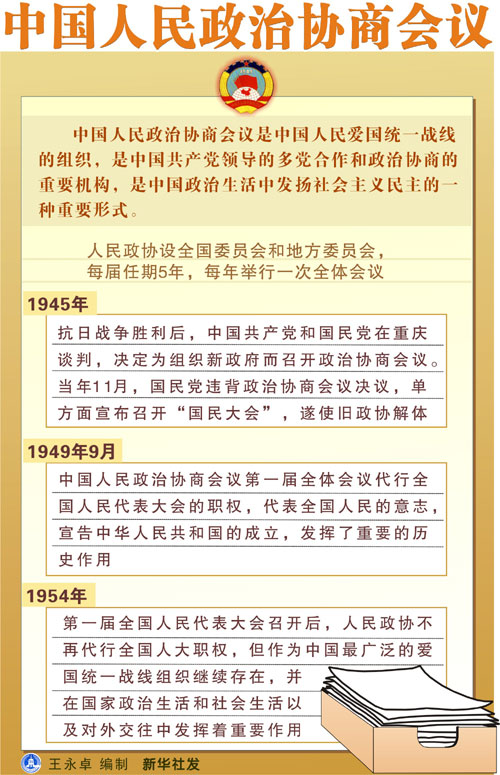 中国人民政治协商会议
中国人民政治协商会议是中国人民爱国统一战线
的组织，是中国共产党领导的多党合作和政治协商的
重要机构，是中国政治生活中发扬社会主义民主的一
种重要形式。
人民政协设全国委员会和地方委员会，
每届任期5年，每年举行一次全体会议
1945年
抗日战争胜利后，中国共产党和国民党在重庆
谈判，决定为组织新政府而召开政治协商会议。
当年11月，国民党违背政治协商会议决议，单
方面宣布召开“国民大会”，遂使旧政协解体
1949年9月
中国人民政治协商会议第一届全体会议代行全
国人民代表大会的职权，代表全国人民的意志，
宣告中华人民共和国的成立，发挥了重要的历
史作用
1954年
第一届全国人民代表大会召开后，人民政协不
再代行全国人大职权，但作为中国最广泛的爱
国统一战线组织继续存在，并
在国家政治生活和社会生活以
及对外交往中发挥着重要作用
王永卓 编制 新华社发